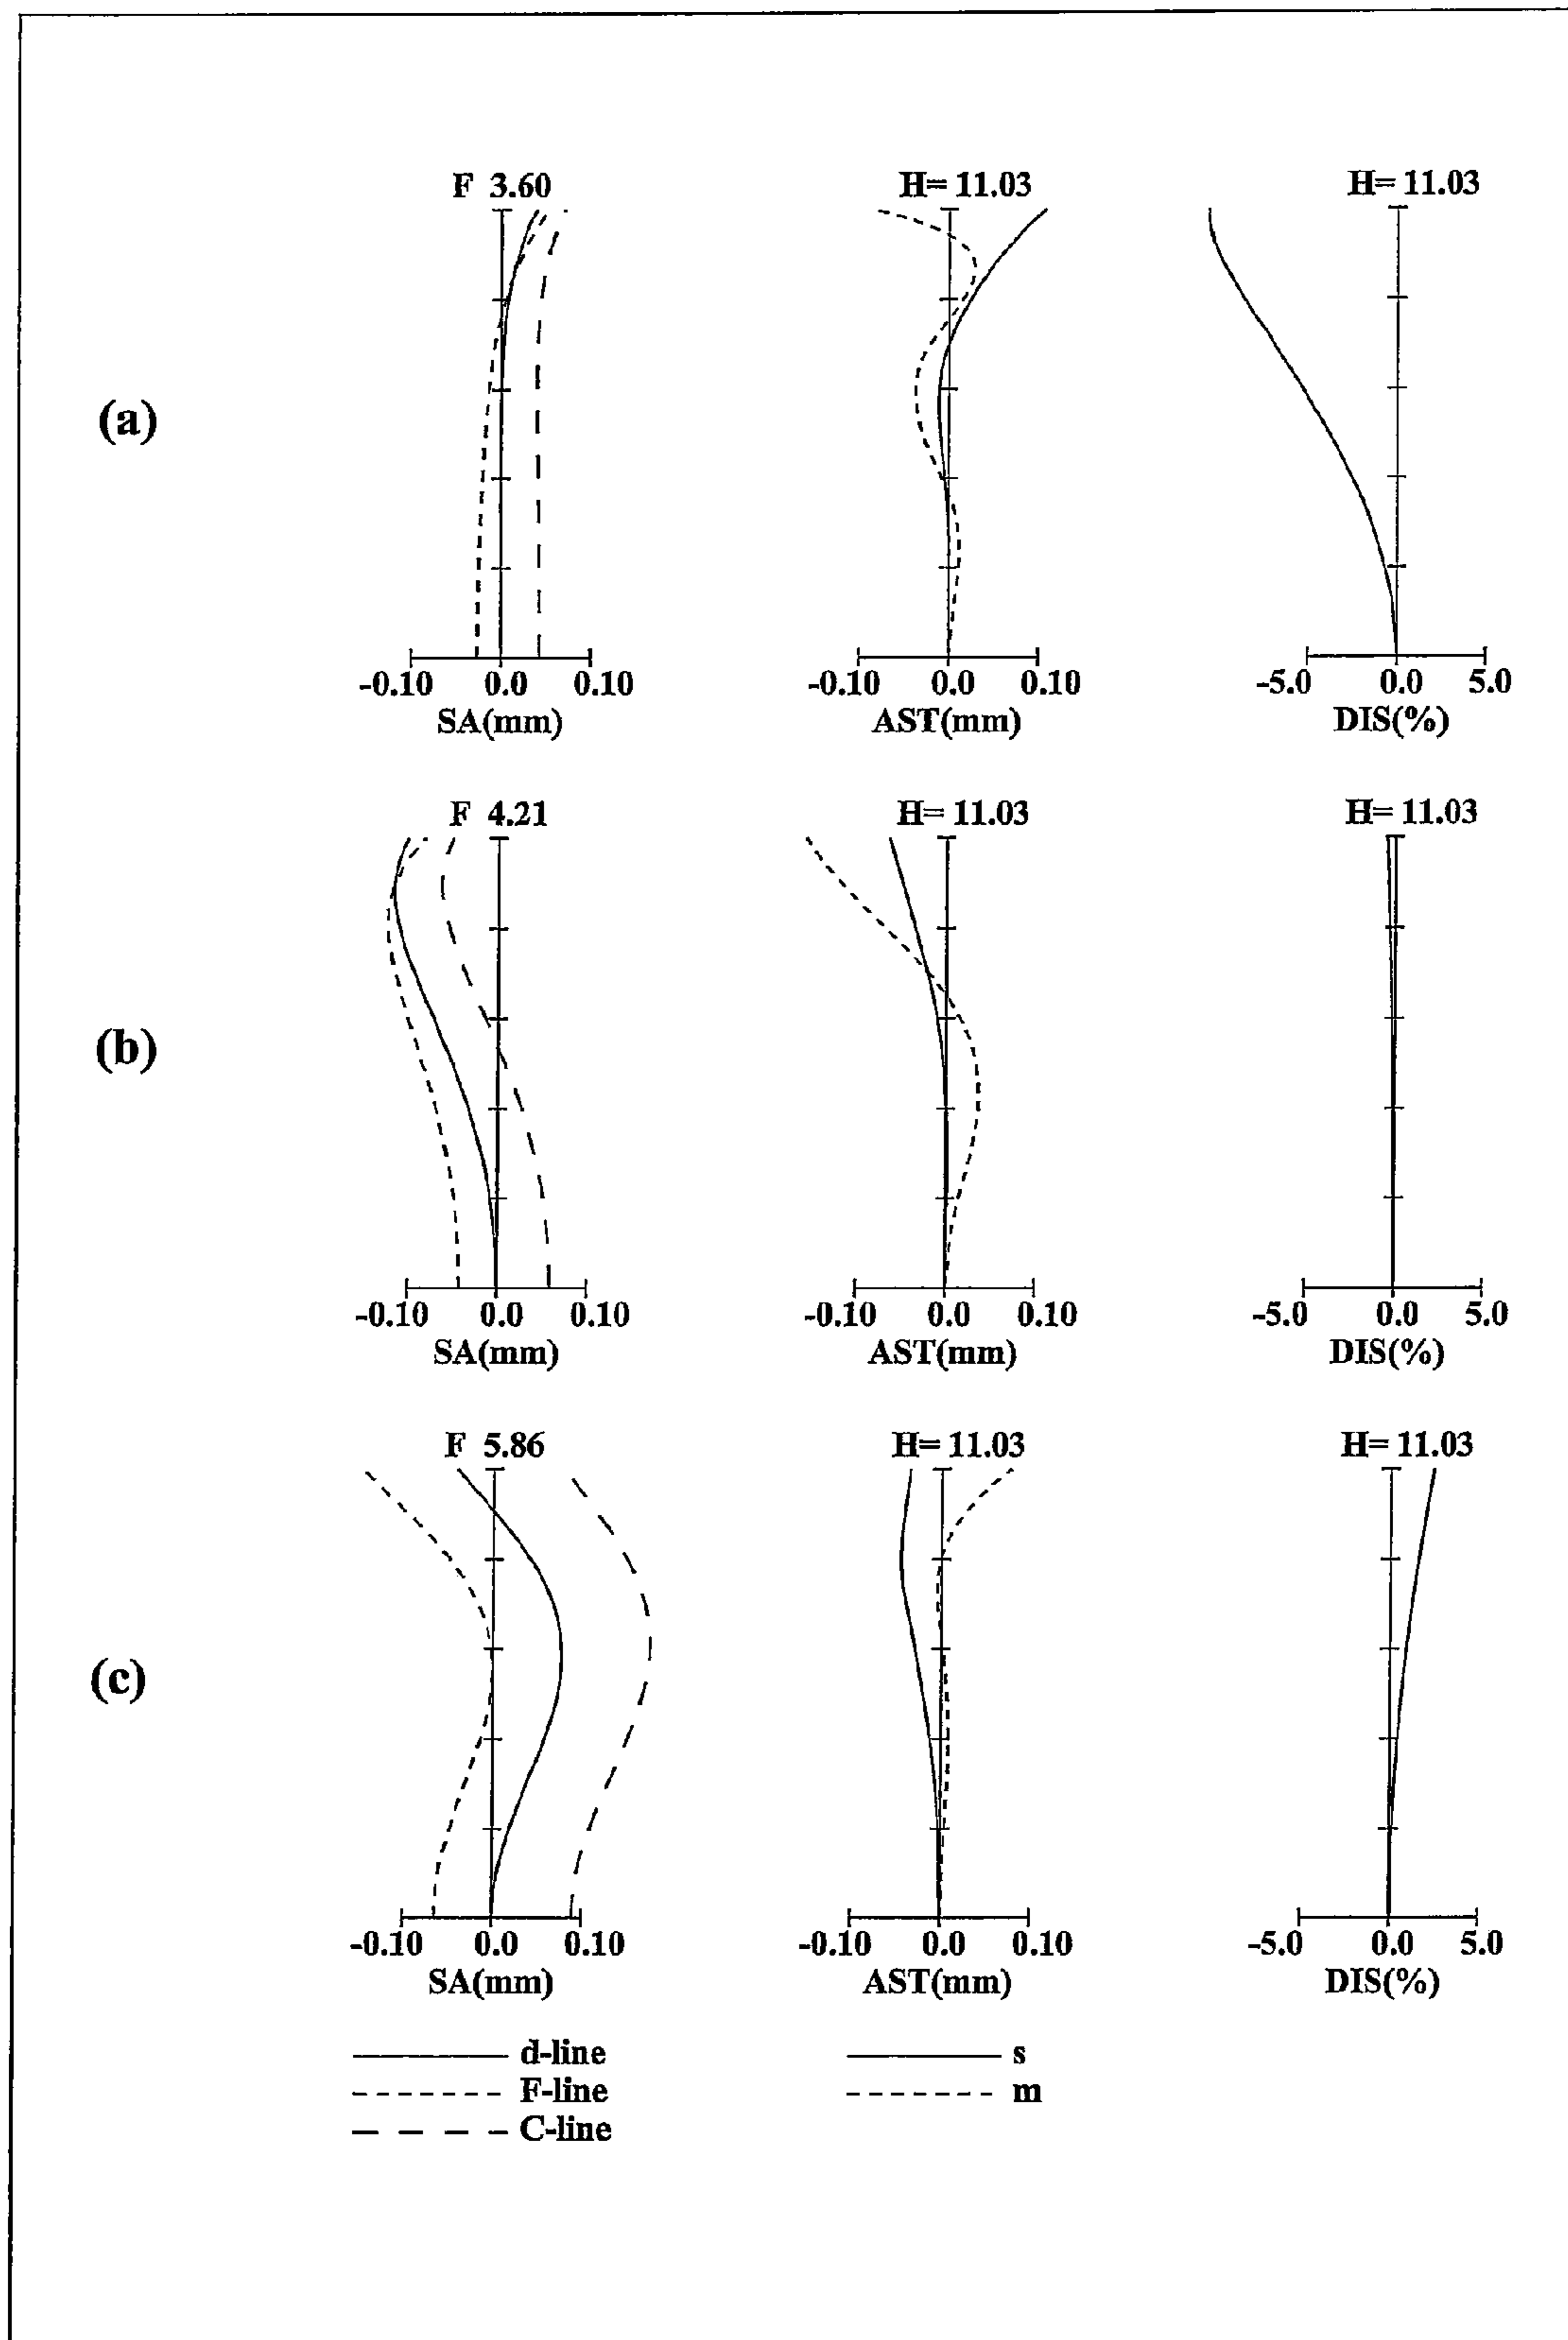 F 3.60 H= 11.03 H= 11.03
(a)
-0.10 0.0 0.10 -0.10 0.0 0.10 -5.0 0.0 5.0
SA(mm) AST(mm) DIS(%)
F 4.21 H= 11.03 H= 11.03
(b)
-0.10 0.0 0.10 -0.10 0.0 0.10 -5.0 0.0 5.0
SA(mm) AST(mm) DIS(%)
F 5.86 H= 11.03 H= 11.03
(c)
-0.10 0.0 0.10 -0.10 0.0 0.10 -5.0 0.0 5.0
SA(mm) AST(mm) DIS(%)
d-line s
F-line m
C-line